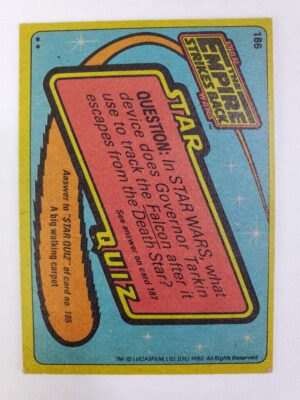 186
STAR WARS
THE
EMPIRE
STRIKES BACK
STAR
QUESTION: In STAR WARS, what
device does Governor Tarkin
use to track the Falcon after it
escapes from the Death Star?
See answer on card 187
QUIZ
Answer to "STAR QUIZ" of card no. 185
A big walking carpet
TM: © LUCASFILM, LTD. (LFL) 1980. All Rights Reserved
**